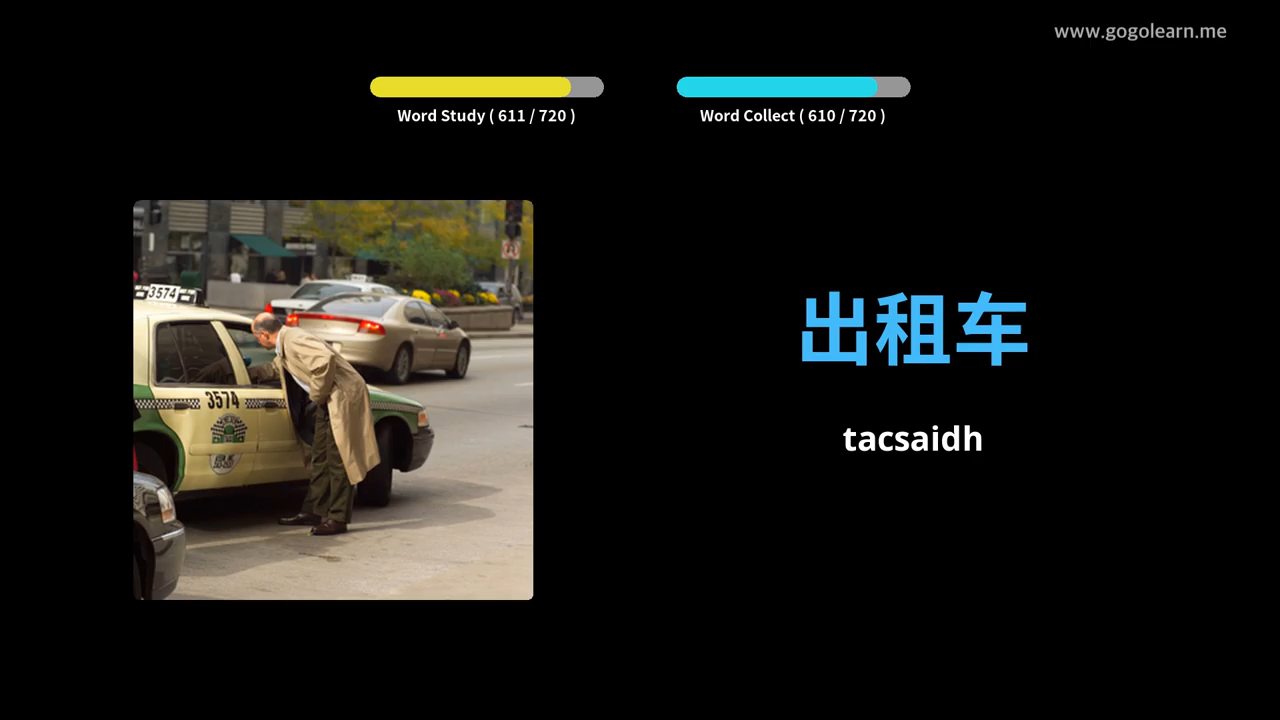 www.gogolearn.me
Word Study ( 611 / 720 )
Word Collect ( 610 / 720 )
3574
3574
出租车
tacsaidh